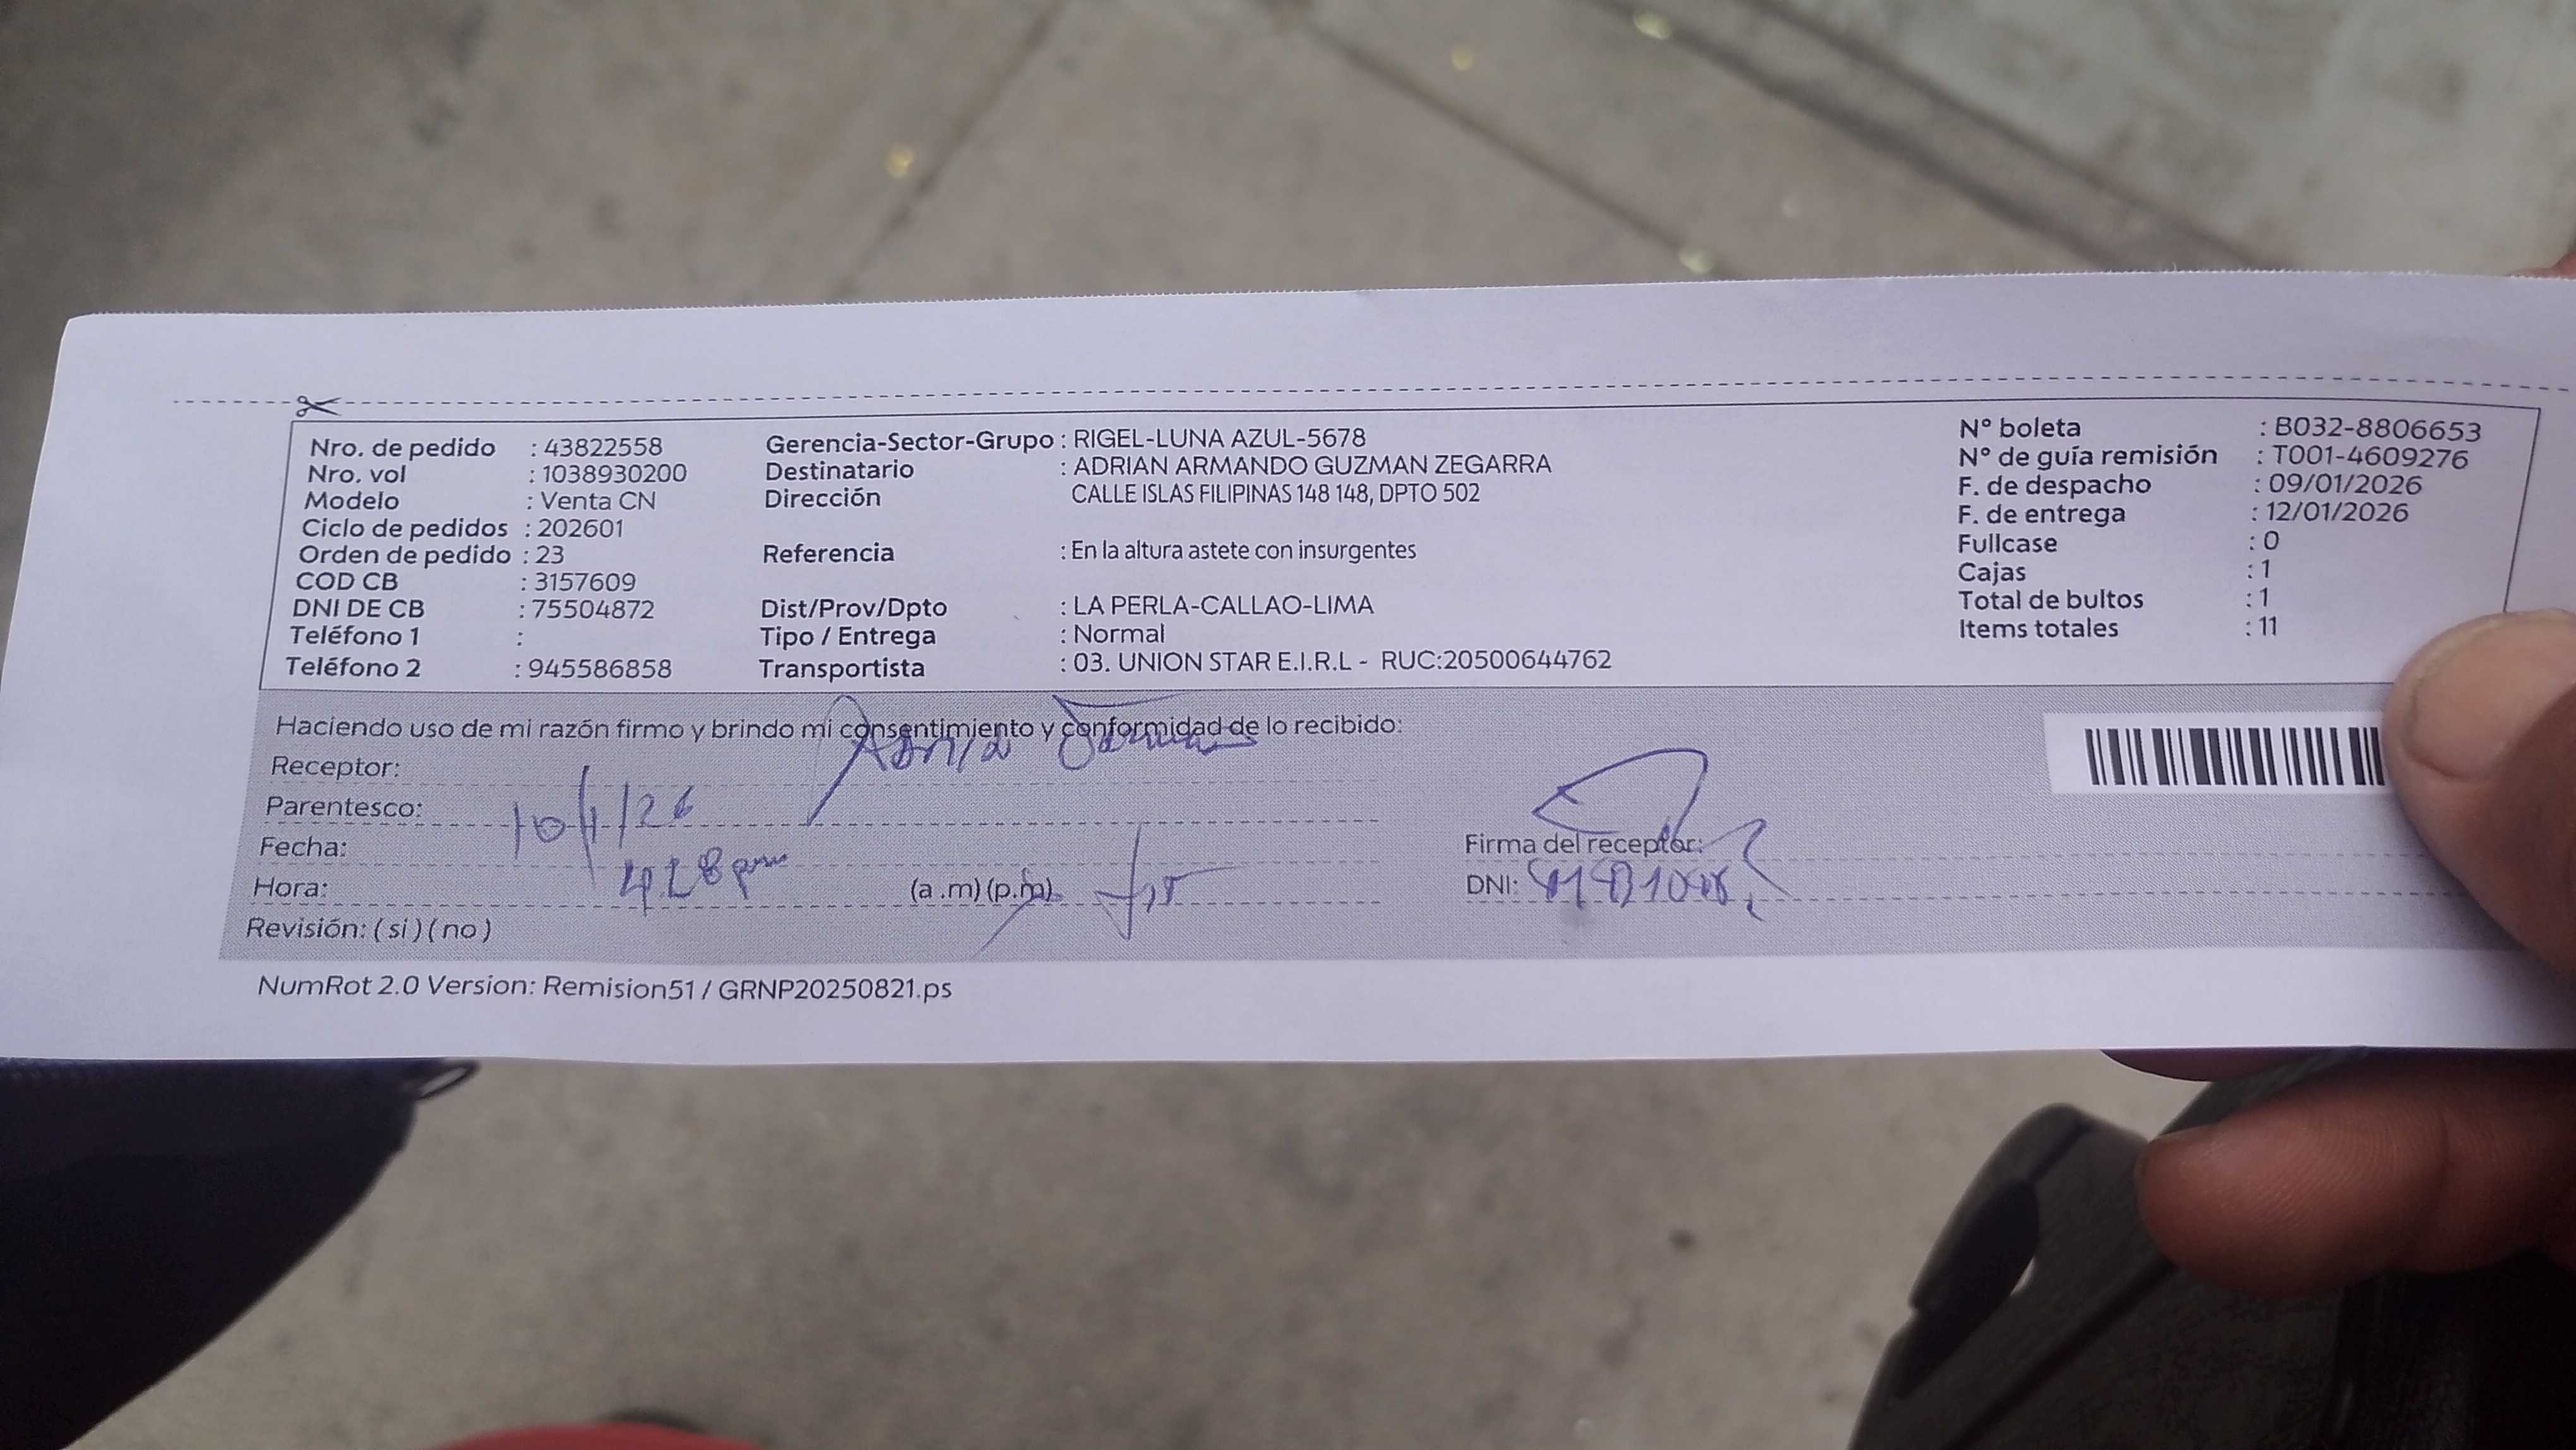 Nro. de pedido : 43822558
Nro. vol : 1038930200
Modelo : Venta CN
Ciclo de pedidos : 202601
Orden de pedido : 23
COD CB : 3157609
DNI DE CB : 75504872
Teléfono 1 :
Teléfono 2 : 945586858
Gerencia-Sector-Grupo : RIGEL-LUNA AZUL-5678
Destinatario : ADRIAN ARMANDO GUZMAN ZEGARRA
Dirección CALLE ISLAS FILIPINAS 148 148, DPTO 502
Referencia : En la altura astete con insurgentes
Dist/Prov/Dpto : LA PERLA-CALLAO-LIMA
Tipo / Entrega : Normal
Transportista : 03. UNION STAR E.I.R.L - RUC:20500644762
N° boleta : B032-8806653
N° de guía remisión : T001-4609276
F. de despacho : 09/01/2026
F. de entrega : 12/01/2026
Fullcase : 0
Cajas : 1
Total de bultos : 1
Items totales : 11
Haciendo uso de mi razón firmo y brindo mi consentimiento y conformidad de lo recibido:
Receptor:
Parentesco:
Fecha: 10/1/26
Hora: (a .m) (p.m)
Revisión: ( si ) ( no )
Firma del receptor:
DNI:
NumRot 2.0 Version: Remision51 / GRNP20250821.ps